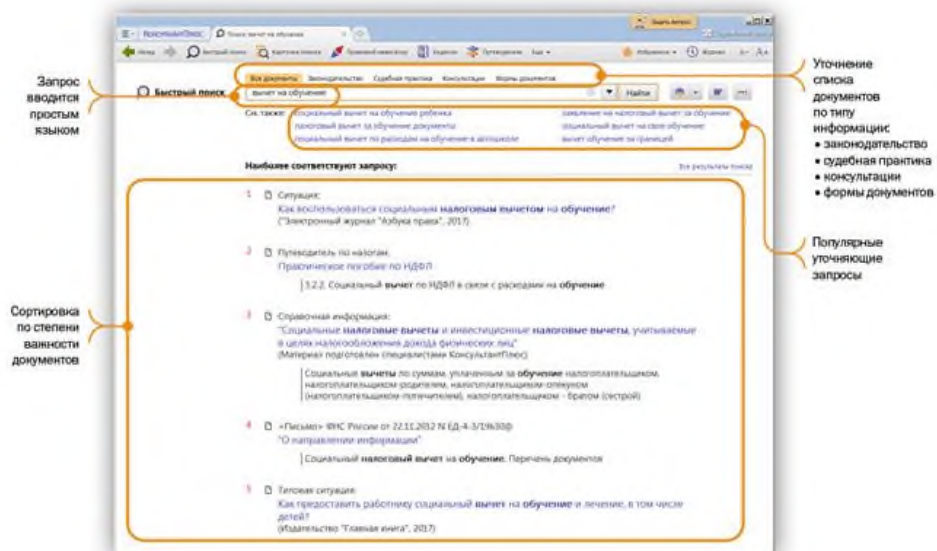 Задать вопрос
КонсультантПлюс
Поиск: вычет на обучение
Назад
Быстрый поиск
Карточка поиска
Правовой навигатор
Кодексы
Путеводители
Еще
Избранное
Журнал
Все документы Законодательство Судебная практика Консультации Формы документов
Быстрый поиск
вычет на обучение
Найти
См. также:
социальный вычет на обучение ребенка
заявление на налоговый вычет за обучение
налоговый вычет за обучение документы
социальный вычет на свое обучение
социальный вычет по расходам на обучение в автошколе
вычет обучение за границей
Наиболее соответствуют запросу:
Все результаты поиска
1 Ситуация:
Как воспользоваться социальным налоговым вычетом на обучение?
("Электронный журнал "Азбука права", 2017)
2 Путеводитель по налогам.
Практическое пособие по НДФЛ
3.2.2. Социальный вычет по НДФЛ в связи с расходами на обучение
3 Справочная информация:
"Социальные налоговые вычеты и инвестиционные налоговые вычеты, учитываемые
в целях налогообложения дохода физических лиц"
(Материал подготовлен специалистами КонсультантПлюс)
Социальные вычеты по суммам, уплаченным за обучение налогоплательщиком,
налогоплательщиком-родителем, налогоплательщиком-опекуном
(налогоплательщиком-попечителем), налогоплательщиком - братом (сестрой)
4 <Письмо> ФНС России от 22.11.2012 N ЕД-4-3/19630@
"О направлении информации"
Социальный налоговый вычет на обучение. Перечень документов
5 Типовая ситуация:
Как предоставить работнику социальный вычет на обучение и лечение, в том числе
детей?
(Издательство "Главная книга", 2017)
Запрос
вводится
простым
языком
Сортировка
по степени
важности
документов
Уточнение
списка
документов
по типу
информации:
• законодательство
• судебная практика
• консультации
• формы документов
Популярные
уточняющие
запросы